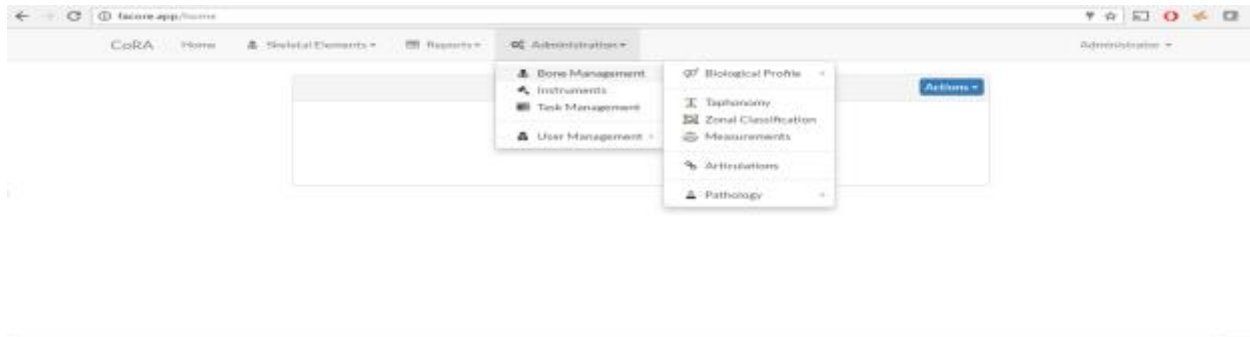 facore.app/home
CoRA Home Skeletal Elements Reports Administration Administrator
Bone Management
Instruments
Task Management
User Management
Biological Profile
Taphonomy
Zonal Classification
Measurements
Articulations
Pathology
Actions